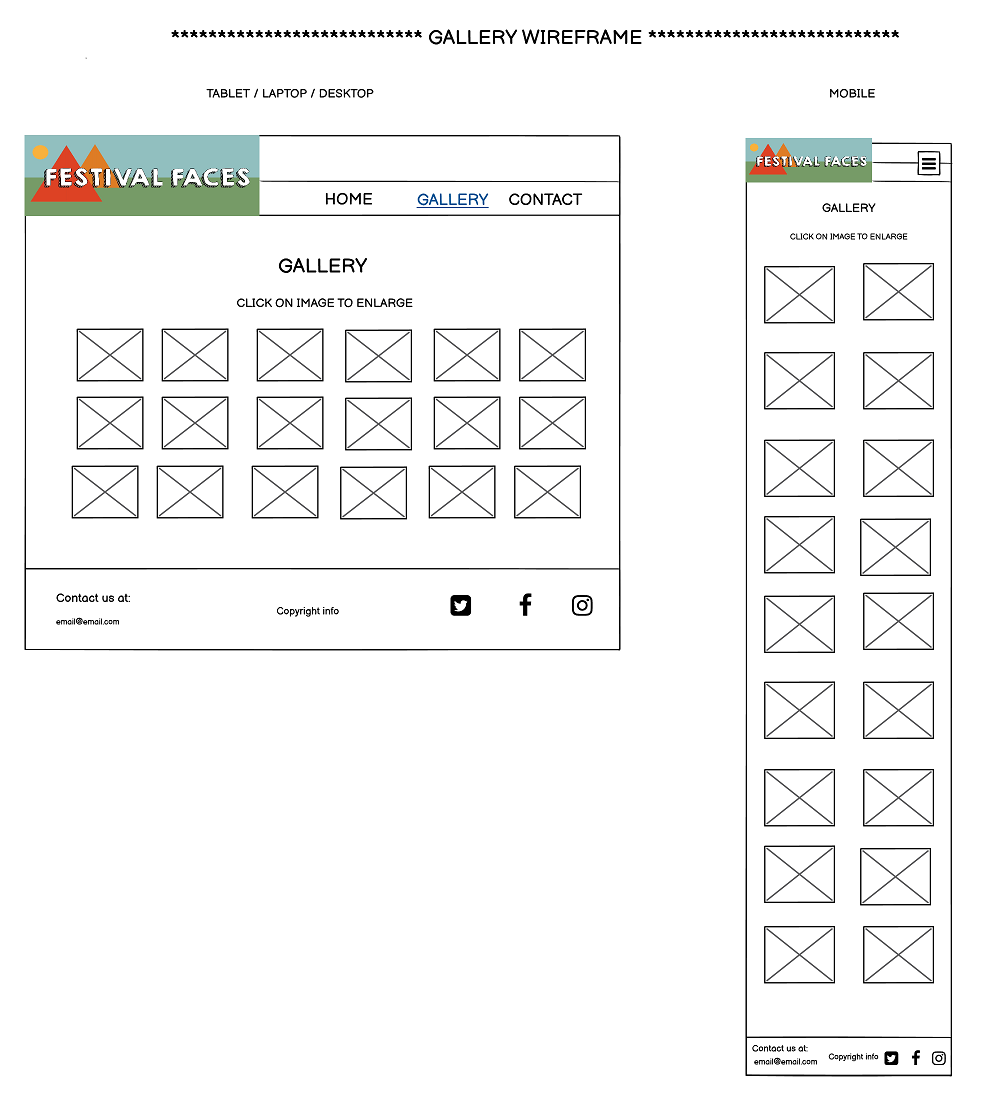 *************************** GALLERY WIREFRAME ***************************
TABLET / LAPTOP / DESKTOP
FESTIVAL FACES
HOME GALLERY CONTACT
GALLERY
CLICK ON IMAGE TO ENLARGE
Contact us at:
email@email.com
Copyright info
MOBILE
FESTIVAL FACES
GALLERY
CLICK ON IMAGE TO ENLARGE
Contact us at:
email@email.com
Copyright info